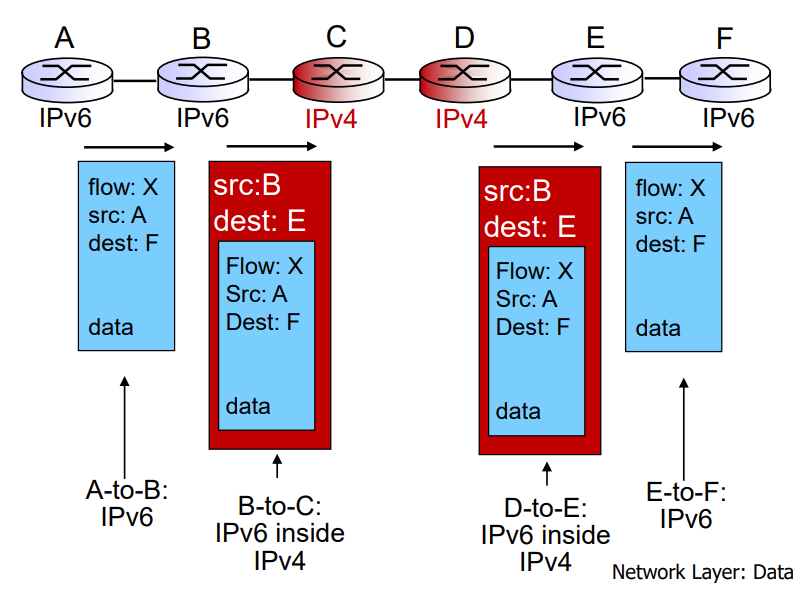 A B C D E F
IPv6 IPv6 IPv4 IPv4 IPv6 IPv6
flow: X
src: A
dest: F
data
src:B
dest: E
Flow: X
Src: A
Dest: F
data
src:B
dest: E
Flow: X
Src: A
Dest: F
data
flow: X
src: A
dest: F
data
A-to-B:
IPv6
B-to-C:
IPv6 inside
IPv4
D-to-E:
IPv6 inside
IPv4
E-to-F:
IPv6
Network Layer: Data